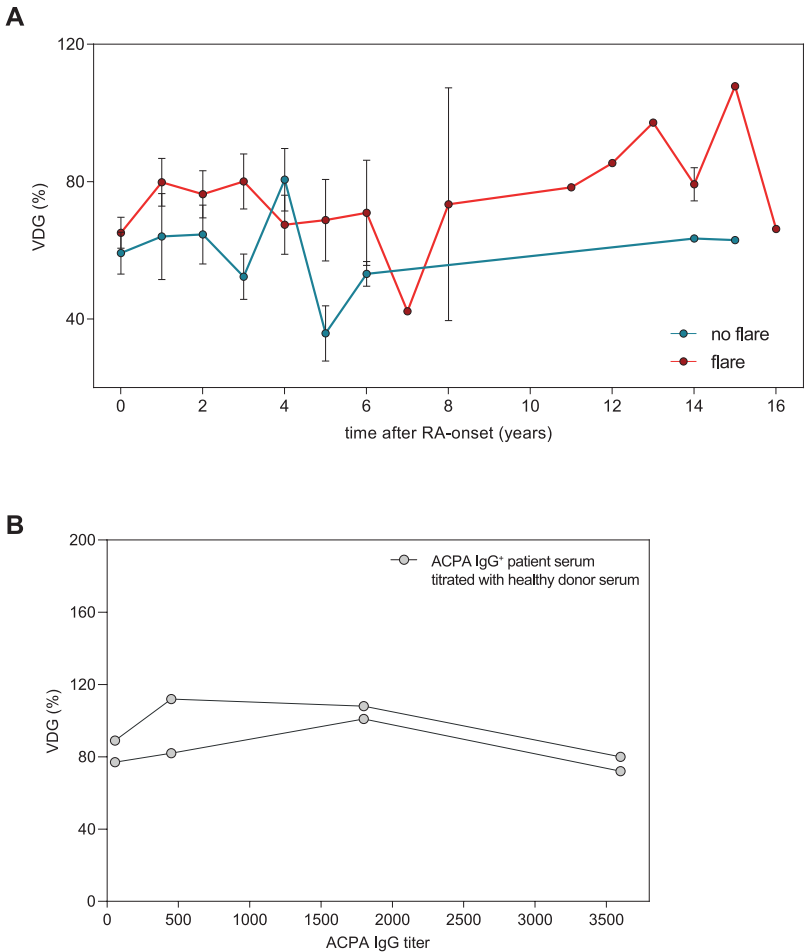 A
120
80
40
VDG (%)
no flare
flare
0 2 4 6 8 10 12 14 16
time after RA-onset (years)
B
200
160
120
80
40
0
VDG (%)
ACPA IgG⁺ patient serum
titrated with healthy donor serum
0 500 1000 1500 2000 2500 3000 3500
ACPA IgG titer